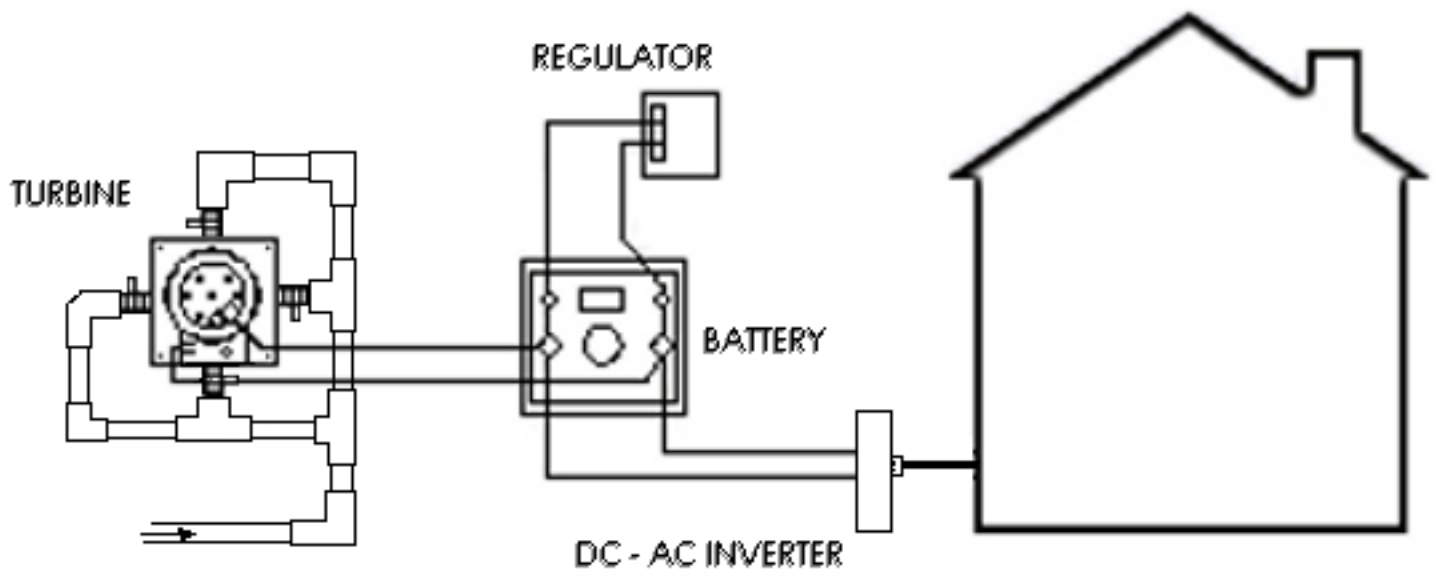 REGULATOR
TURBINE
BATTERY
DC - AC INVERTER